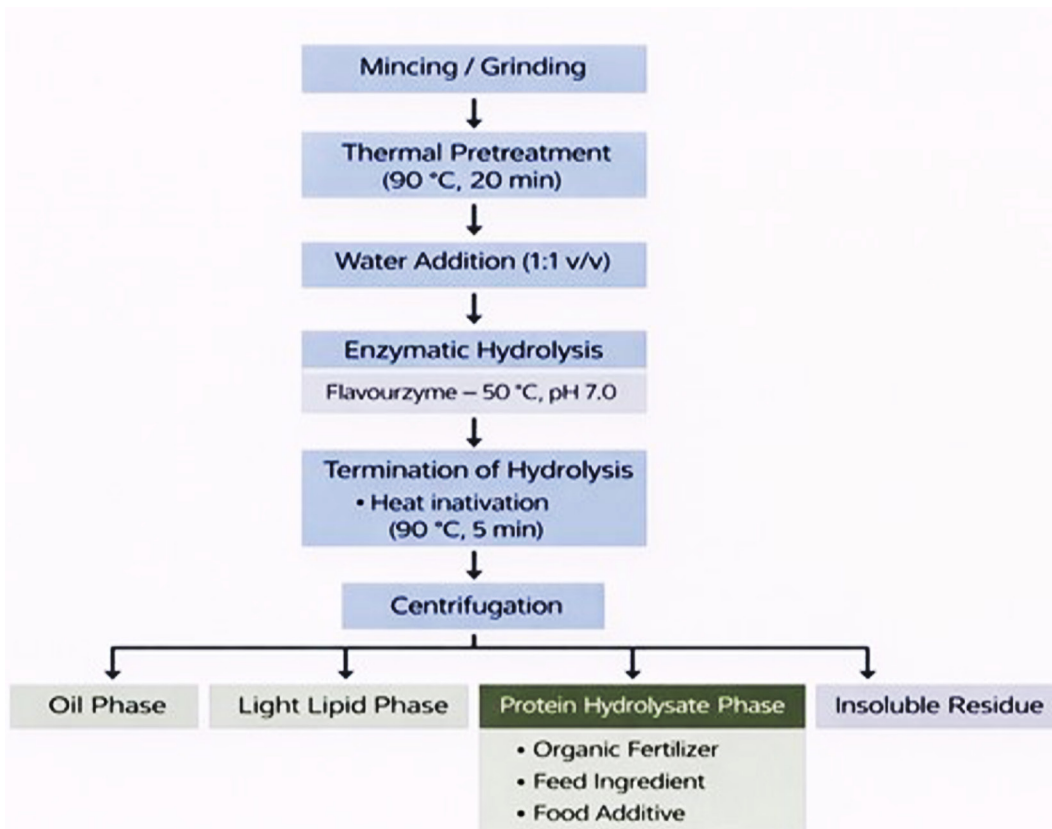 Mincing / Grinding
Thermal Pretreatment
(90 °C, 20 min)
Water Addition (1:1 v/v)
Enzymatic Hydrolysis
Flavourzyme – 50 °C, pH 7.0
Termination of Hydrolysis
• Heat inativation
(90 °C, 5 min)
Centrifugation
Oil Phase
Light Lipid Phase
Protein Hydrolysate Phase
Insoluble Residue
• Organic Fertilizer
• Feed Ingredient
• Food Additive